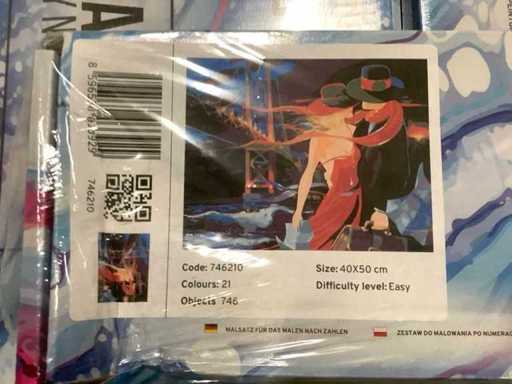 746210
Code: 746210
Size: 40X50 cm
Colours: 21
Difficulty level: Easy
Objects 746
MALSATZ FÜR DAS MALEN NACH ZAHLEN
ZESTAW DO MALOWANIA PO NUMERAC